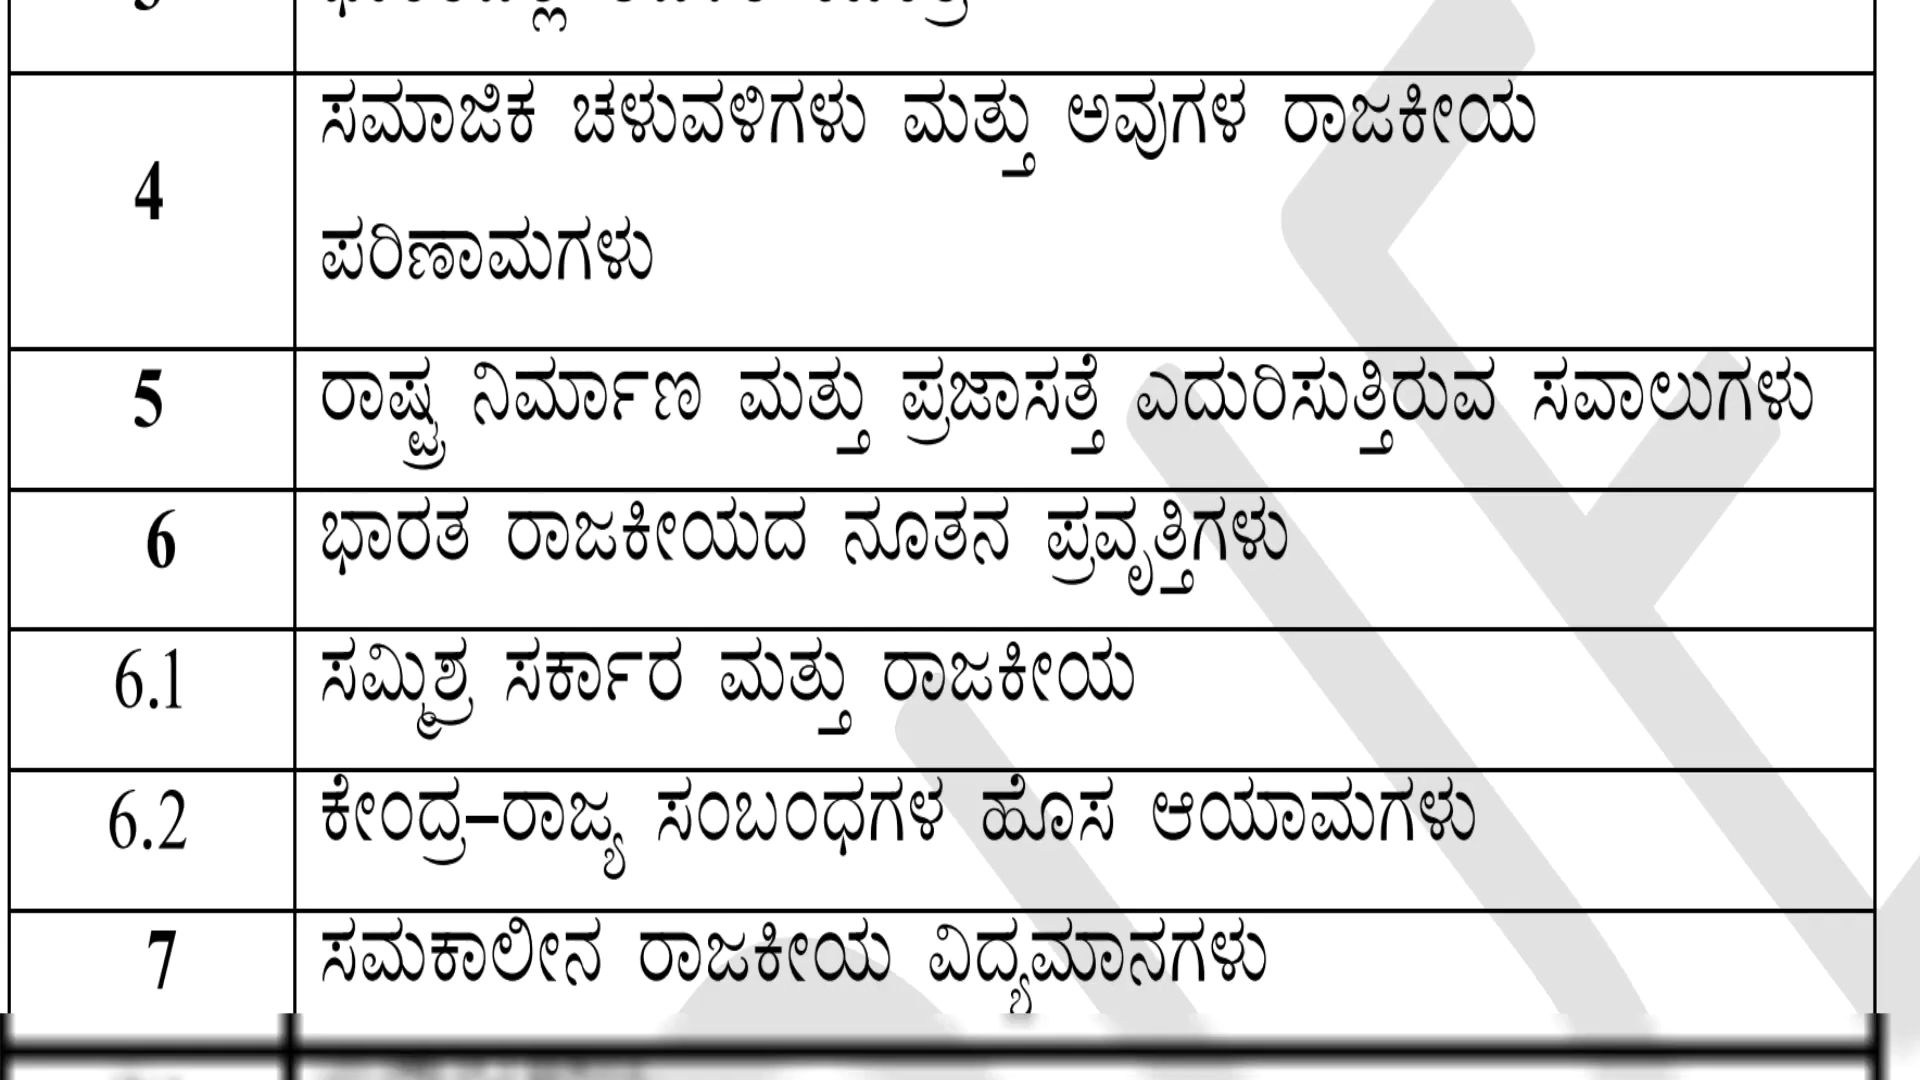 4 ಸಮಾಜಿಕ ಚಳುವಳಿಗಳು ಮತ್ತು ಅವುಗಳ ರಾಜಕೀಯ
ಪರಿಣಾಮಗಳು
5 ರಾಷ್ಟ್ರ ನಿರ್ಮಾಣ ಮತ್ತು ಪ್ರಜಾಸತ್ತೆ ಎದುರಿಸುತ್ತಿರುವ ಸವಾಲುಗಳು
6 ಭಾರತ ರಾಜಕೀಯದ ನೂತನ ಪ್ರವೃತ್ತಿಗಳು
6.1 ಸಮ್ಮಿಶ್ರ ಸರ್ಕಾರ ಮತ್ತು ರಾಜಕೀಯ
6.2 ಕೇಂದ್ರ–ರಾಜ್ಯ ಸಂಬಂಧಗಳ ಹೊಸ ಆಯಾಮಗಳು
7 ಸಮಕಾಲೀನ ರಾಜಕೀಯ ವಿದ್ಯಮಾನಗಳು